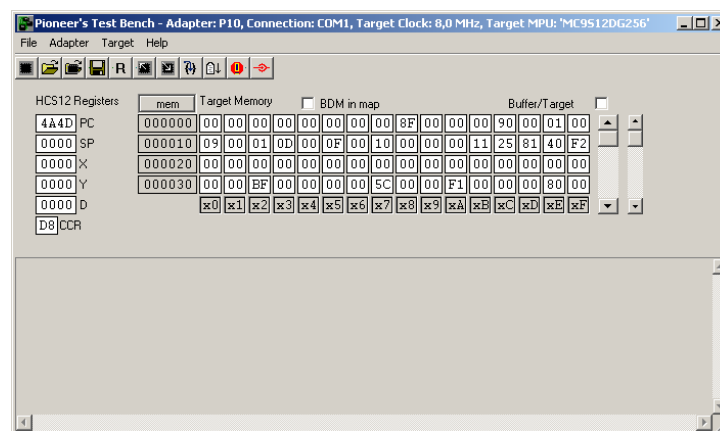 Pioneer's Test Bench - Adapter: P10, Connection: COM1, Target Clock: 8,0 MHz, Target MPU: 'MC9S12DG256'
File Adapter Target Help
R
HCS12 Registers mem Target Memory BDM in map Buffer/Target
4A4D PC 000000 00 00 00 00 00 00 00 00 8F 00 00 00 90 00 01 00
0000 SP 000010 09 00 01 0D 00 0F 00 10 00 00 00 11 25 81 40 F2
0000 X 000020 00 00 00 00 00 00 00 00 00 00 00 00 00 00 00 00
0000 Y 000030 00 00 BF 00 00 00 00 5C 00 00 F1 00 00 00 80 00
0000 D x0 x1 x2 x3 x4 x5 x6 x7 x8 x9 xA xB xC xD xE xF
D8 CCR